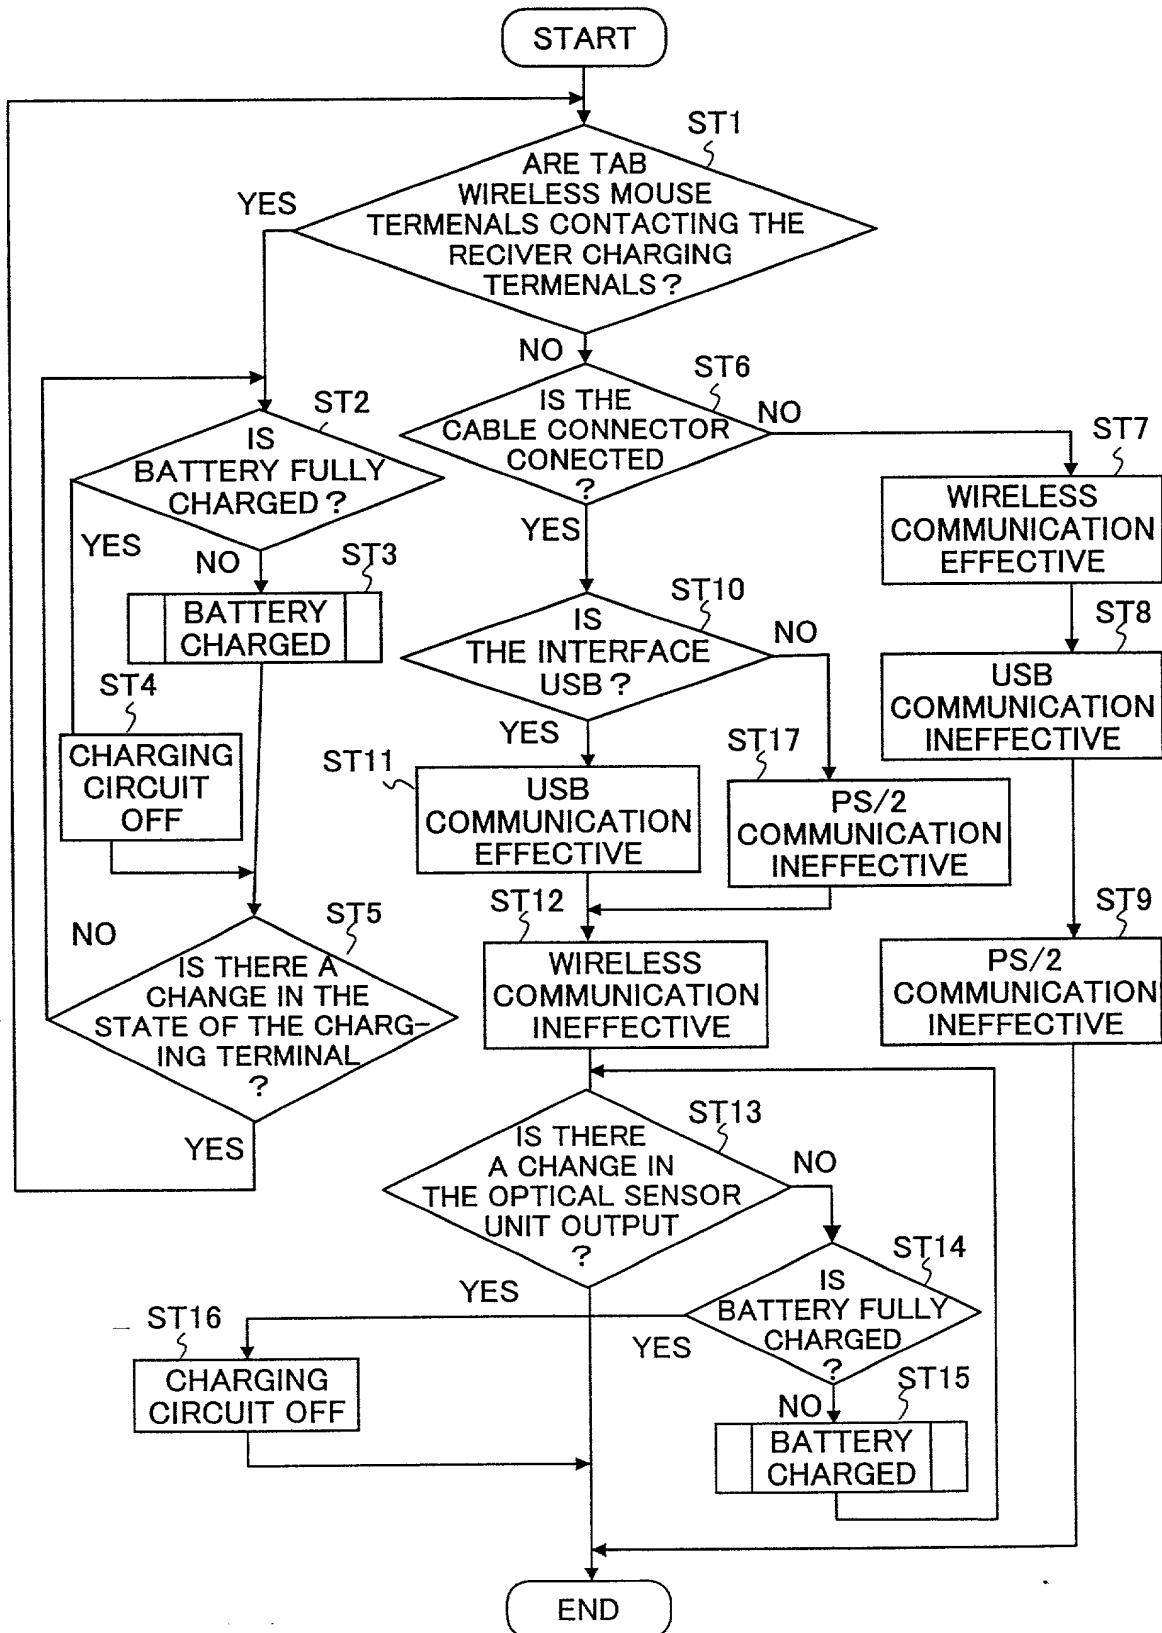 START
ST1
ARE TAB
WIRELESS MOUSE
TERMENALS CONTACTING THE
RECIVER CHARGING
TERMENALS?
YES
NO
ST2
IS
BATTERY FULLY
CHARGED?
YES
NO
ST3
BATTERY
CHARGED
ST4
CHARGING
CIRCUIT
OFF
ST5
IS THERE A
CHANGE IN THE
STATE OF THE CHARG-
ING TERMINAL
?
NO
YES
ST6
IS THE
CABLE CONNECTOR
CONECTED
?
NO
YES
ST7
WIRELESS
COMMUNICATION
EFFECTIVE
ST8
USB
COMMUNICATION
INEFFECTIVE
ST9
PS/2
COMMUNICATION
INEFFECTIVE
ST10
IS
THE INTERFACE
USB?
NO
YES
ST11
USB
COMMUNICATION
EFFECTIVE
ST17
PS/2
COMMUNICATION
INEFFECTIVE
ST12
WIRELESS
COMMUNICATION
INEFFECTIVE
ST13
IS THERE
A CHANGE IN
THE OPTICAL SENSOR
UNIT OUTPUT
?
NO
YES
ST14
IS
BATTERY FULLY
CHARGED
?
YES
NO
ST15
BATTERY
CHARGED
ST16
CHARGING
CIRCUIT OFF
END